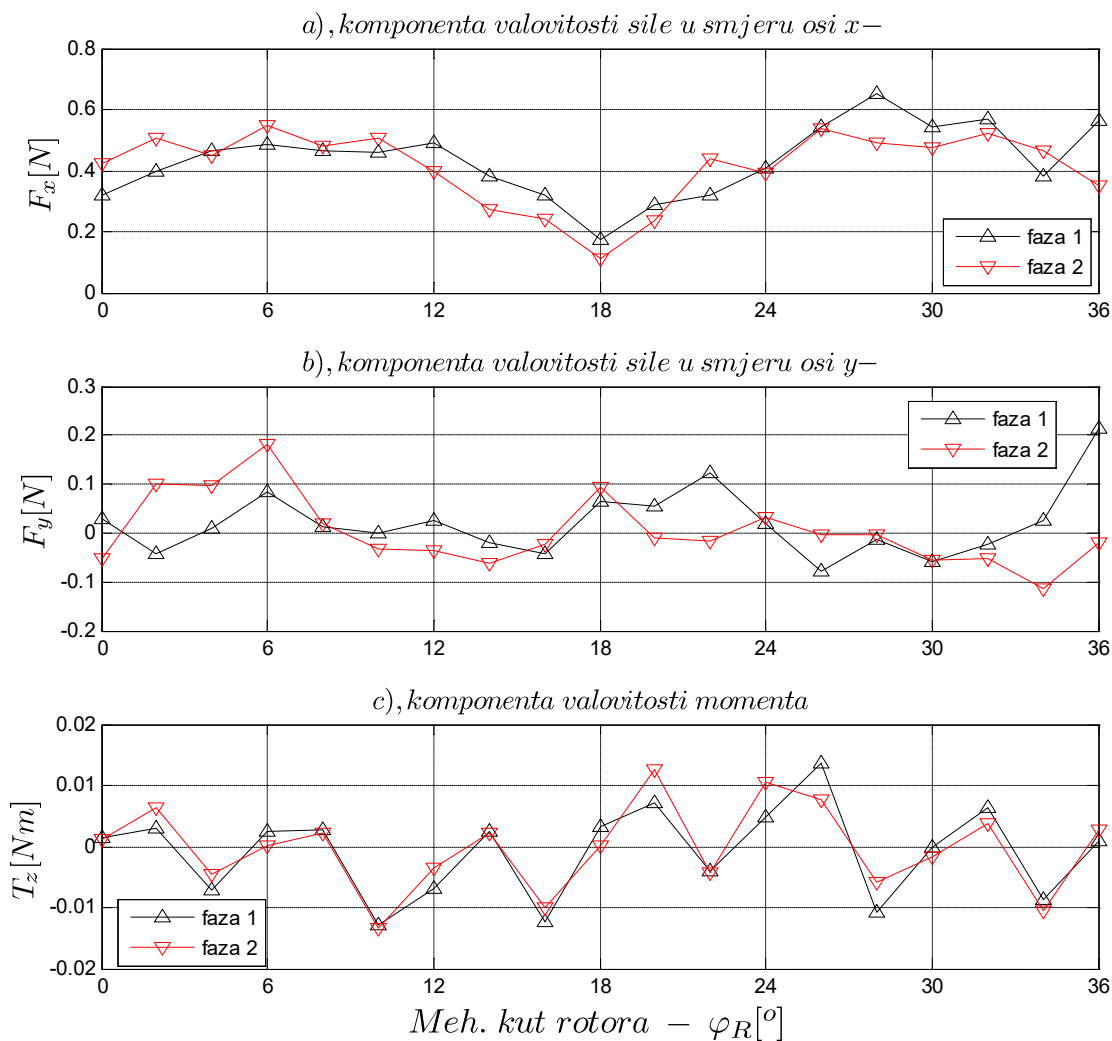 a), komponenta valovitosti sile u smjeru osi x−
0.8
0.6
0.4
0.2
0
F_x[N]
faza 1
faza 2
0 6 12 18 24 30 36
b), komponenta valovitosti sile u smjeru osi y−
0.3
0.2
0.1
0
-0.1
-0.2
F_y[N]
faza 1
faza 2
0 6 12 18 24 30 36
c), komponenta valovitosti momenta
0.02
0.01
0
-0.01
-0.02
T_z[Nm]
faza 1
faza 2
0 6 12 18 24 30 36
Meh. kut rotora − φ_R[°]